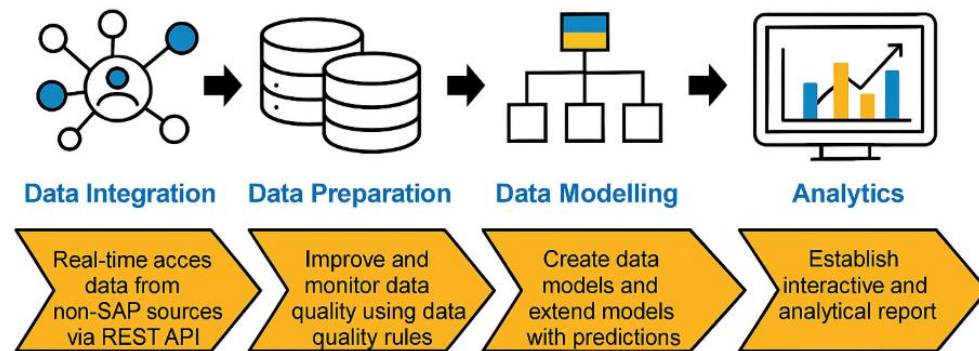 Data Integration
Data Preparation
Data Modelling
Analytics
Real-time acces
data from
non-SAP sources
via REST API
Improve and
monitor data
quality using data
quality rules
Create data
models and
extend models
with predictions
Establish
interactive and
analytical report